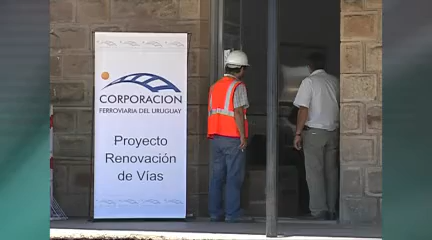 CORPORACION
FERROVIARIA DEL URUGUAY
Proyecto
Renovación
de Vías